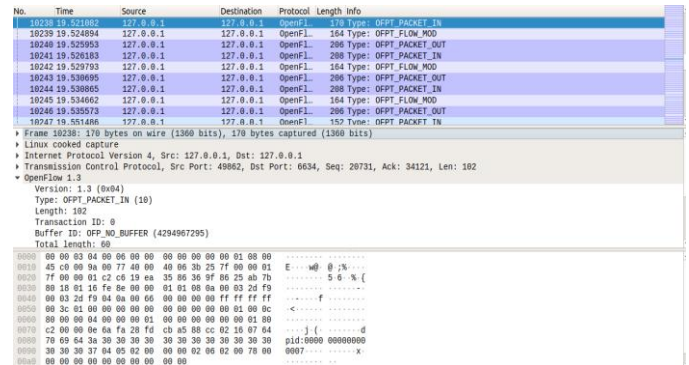 No. Time Source Destination Protocol Length Info
10238 19.521082 127.0.0.1 127.0.0.1 OpenFl… 170 Type: OFPT_PACKET_IN
10239 19.524894 127.0.0.1 127.0.0.1 OpenFl… 164 Type: OFPT_FLOW_MOD
10240 19.525953 127.0.0.1 127.0.0.1 OpenFl… 206 Type: OFPT_PACKET_OUT
10241 19.526183 127.0.0.1 127.0.0.1 OpenFl… 208 Type: OFPT_PACKET_IN
10242 19.529793 127.0.0.1 127.0.0.1 OpenFl… 164 Type: OFPT_FLOW_MOD
10243 19.530695 127.0.0.1 127.0.0.1 OpenFl… 206 Type: OFPT_PACKET_OUT
10244 19.530865 127.0.0.1 127.0.0.1 OpenFl… 208 Type: OFPT_PACKET_IN
10245 19.534662 127.0.0.1 127.0.0.1 OpenFl… 164 Type: OFPT_FLOW_MOD
10246 19.535573 127.0.0.1 127.0.0.1 OpenFl… 206 Type: OFPT_PACKET_OUT
10247 19.551486 127.0.0.1 127.0.0.1 OpenFl… 152 Type: OFPT_PACKET_IN
Frame 10238: 170 bytes on wire (1360 bits), 170 bytes captured (1360 bits)
Linux cooked capture
Internet Protocol Version 4, Src: 127.0.0.1, Dst: 127.0.0.1
Transmission Control Protocol, Src Port: 49862, Dst Port: 6634, Seq: 20731, Ack: 34121, Len: 102
OpenFlow 1.3
Version: 1.3 (0x04)
Type: OFPT_PACKET_IN (10)
Length: 102
Transaction ID: 0
Buffer ID: OFP_NO_BUFFER (4294967295)
Total length: 60
0000 00 00 03 04 00 06 00 00 00 00 00 00 00 01 08 00
0010 45 c0 00 9a 00 77 40 00 40 06 3b 25 7f 00 00 01 E····w@· @·;%····
0020 7f 00 00 01 c2 c6 19 ea 35 86 36 9f 86 25 ab 7b ········ 5·6··%·{
0030 80 18 01 16 fe 8e 00 00 01 01 08 0a 00 03 2d f9 ········ ······-·
0040 00 03 2d f9 04 0a 00 66 00 00 00 00 ff ff ff ff ··-····f ········
0050 00 3c 01 00 00 00 00 00 00 00 00 00 00 01 00 0c ·<······ ········
0060 80 00 00 04 00 00 00 01 00 00 00 00 00 00 01 80
0070 c2 00 00 0e 6a fa 28 fd cb a5 88 cc 02 16 07 64 ····j·(· ·······d
0080 70 69 64 3a 30 30 30 30 30 30 30 30 30 30 30 30 pid:0000 00000000
0090 30 30 30 37 04 05 02 00 00 00 02 06 02 00 78 00 0007···· ······x·
00a0 00 00 00 00 00 00 00 00 00 00